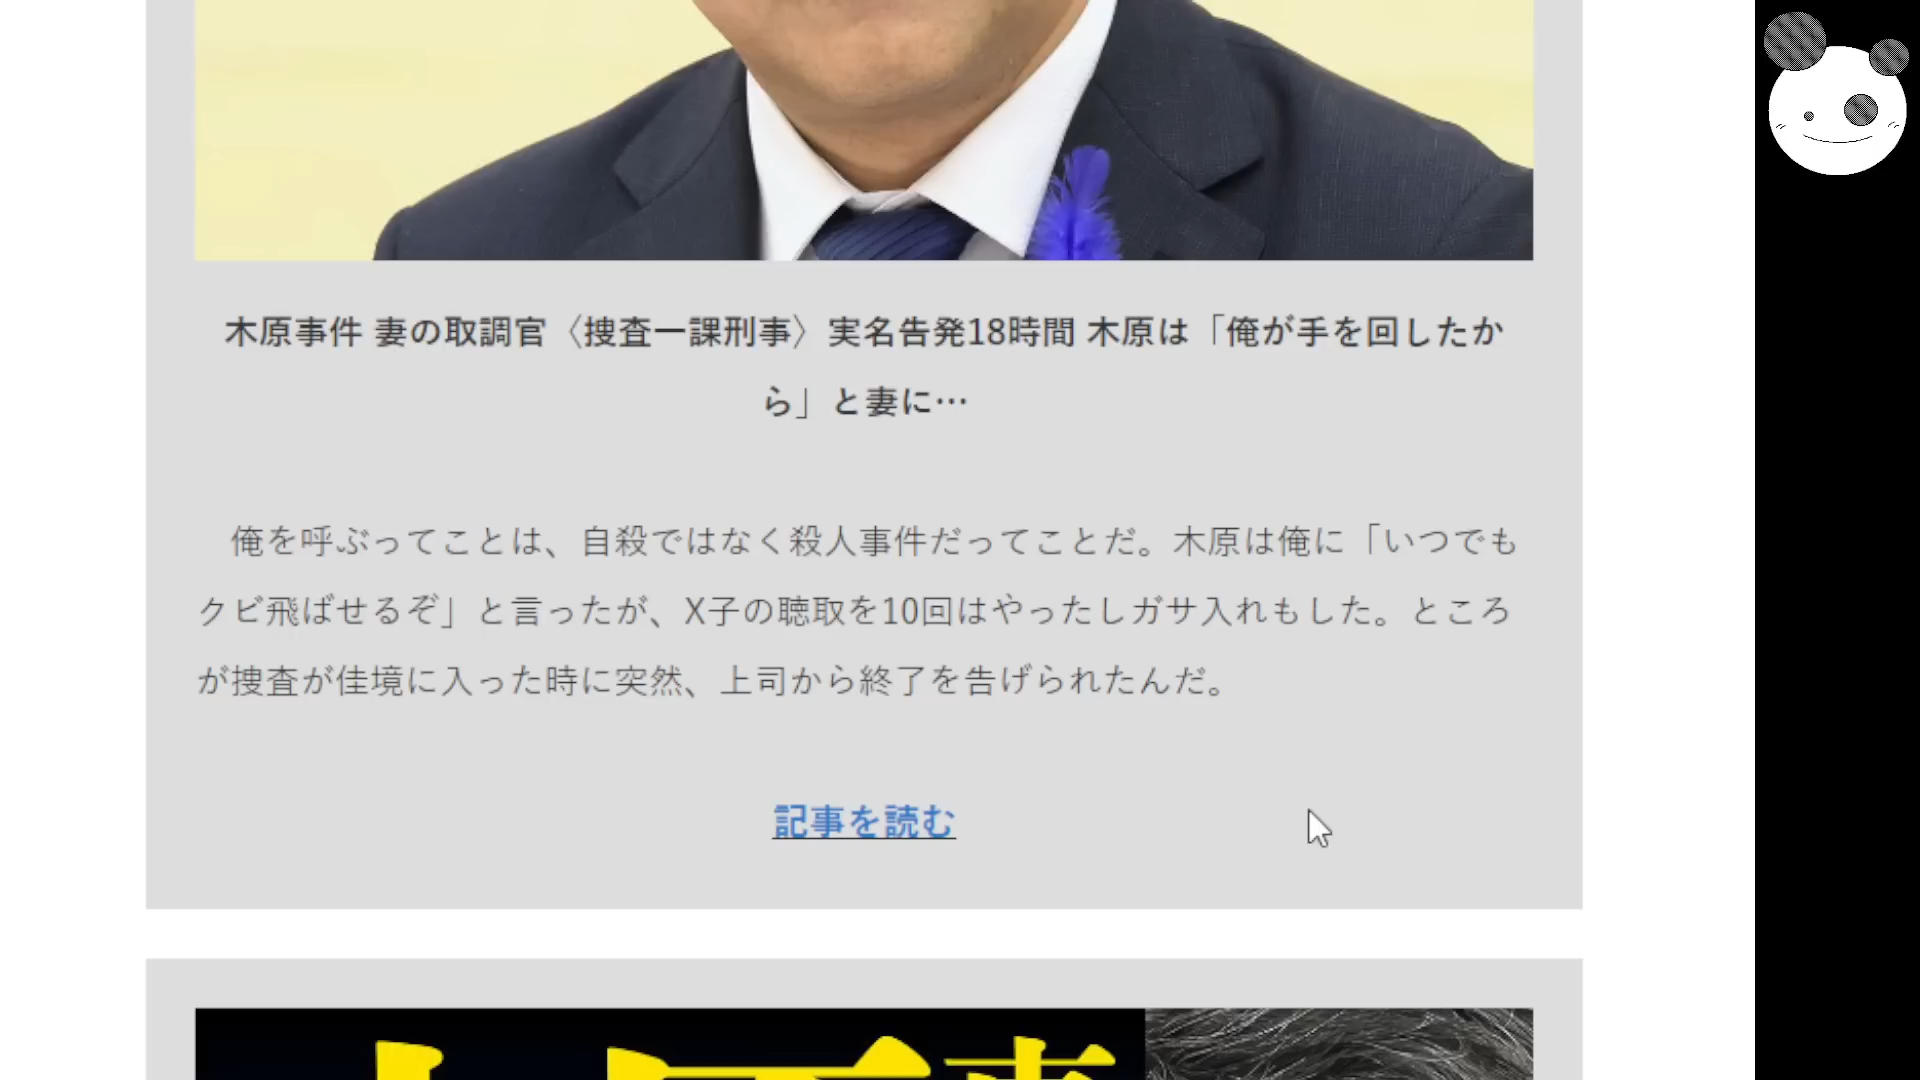 木原事件 妻の取調官〈捜査一課刑事〉実名告発18時間 木原は「俺が手を回したか
ら」と妻に…
俺を呼ぶってことは、自殺ではなく殺人事件だってことだ。木原は俺に「いつでも
クビ飛ばせるぞ」と言ったが、X子の聴取を10回はやったしガサ入れもした。ところ
が捜査が佳境に入った時に突然、上司から終了を告げられたんだ。
記事を読む